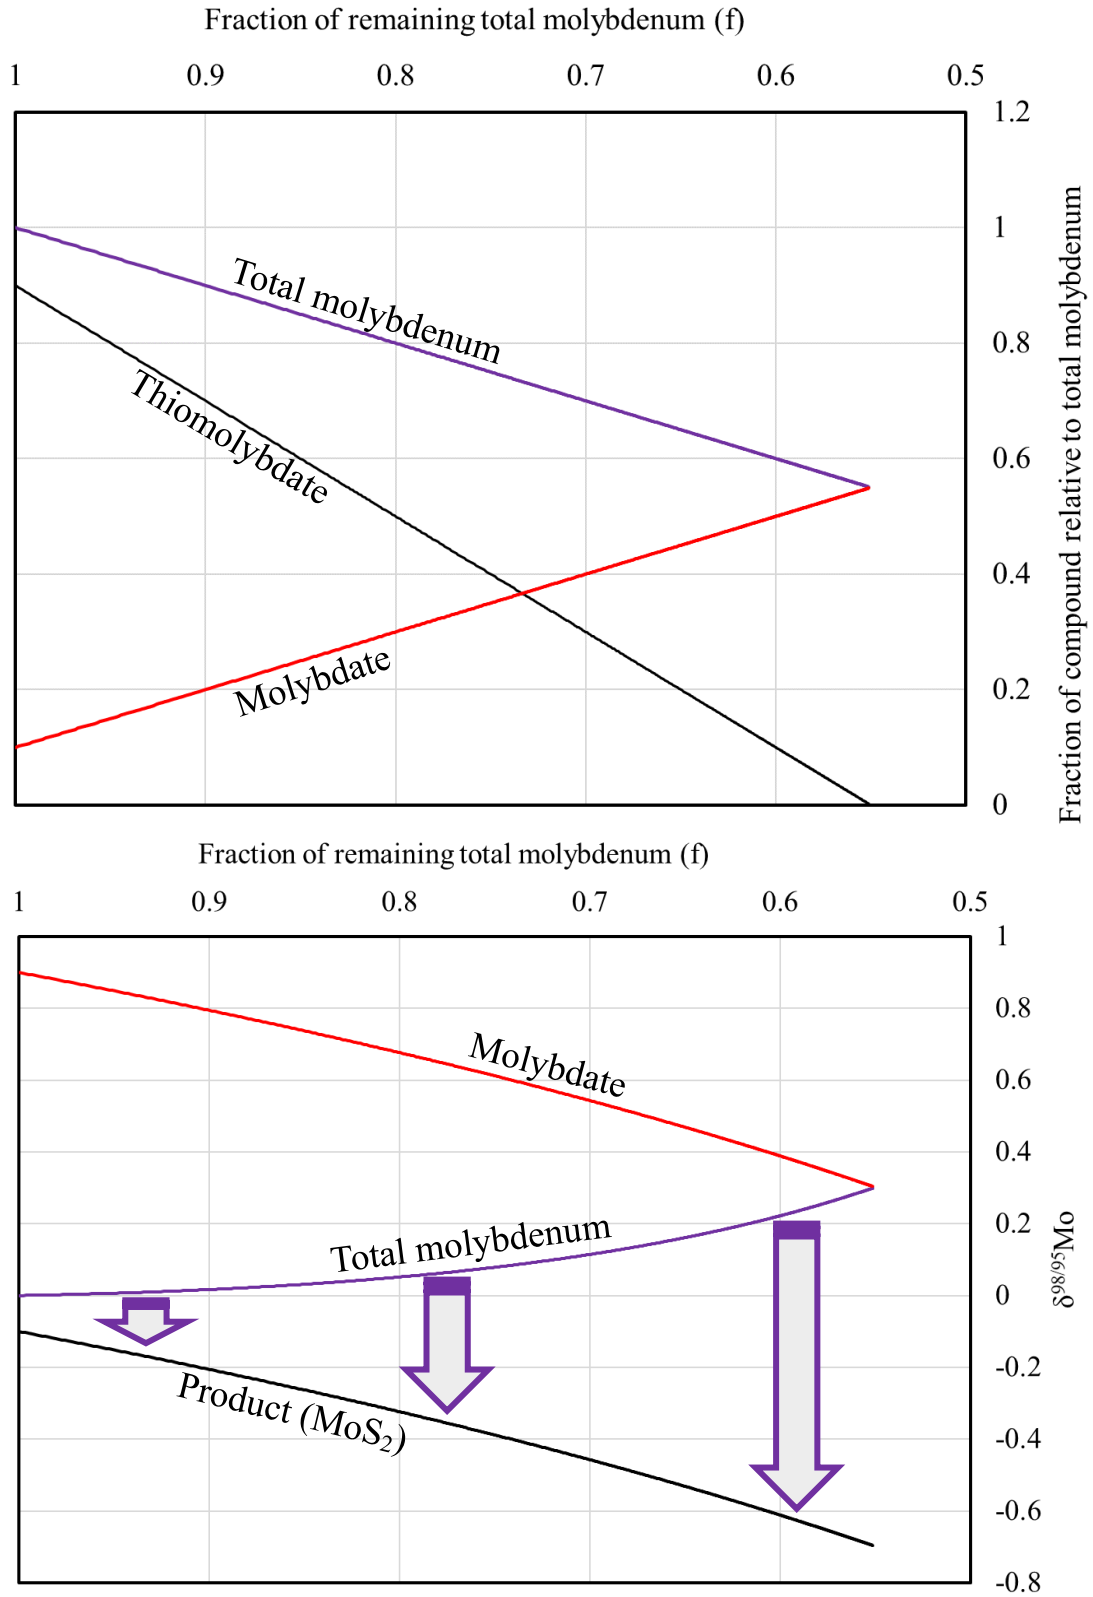 Fraction of remaining total molybdenum (f)
1 0.9 0.8 0.7 0.6 0.5
1.2
1
0.8
0.6
0.4
0.2
0
Fraction of compound relative to total molybdenum
Total molybdenum
Thiomolybdate
Molybdate
Fraction of remaining total molybdenum (f)
1 0.9 0.8 0.7 0.6 0.5
1
0.8
0.6
0.4
0.2
0
-0.2
-0.4
-0.6
-0.8
δ⁹⁸/⁹⁵Mo
Molybdate
Total molybdenum
Product (MoS₂)